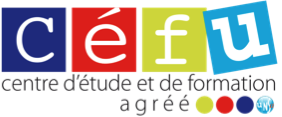 céfu
centre d'étude et de formation
agréé